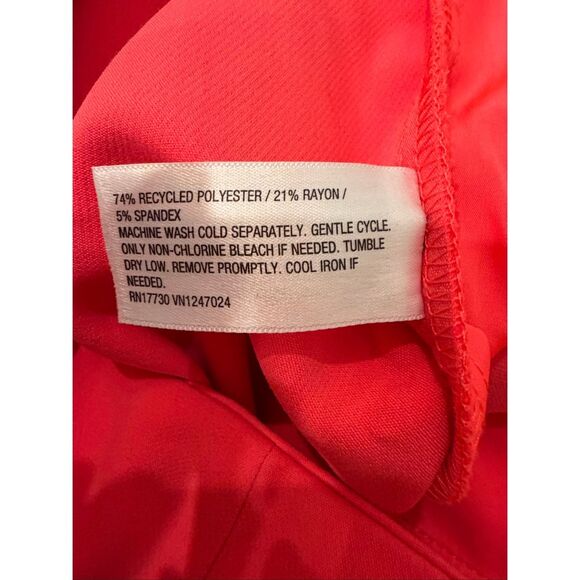 74% RECYCLED POLYESTER / 21% RAYON /
5% SPANDEX
MACHINE WASH COLD SEPARATELY. GENTLE CYCLE.
ONLY NON-CHLORINE BLEACH IF NEEDED. TUMBLE
DRY LOW. REMOVE PROMPTLY. COOL IRON IF
NEEDED.
RN17730 VN1247024